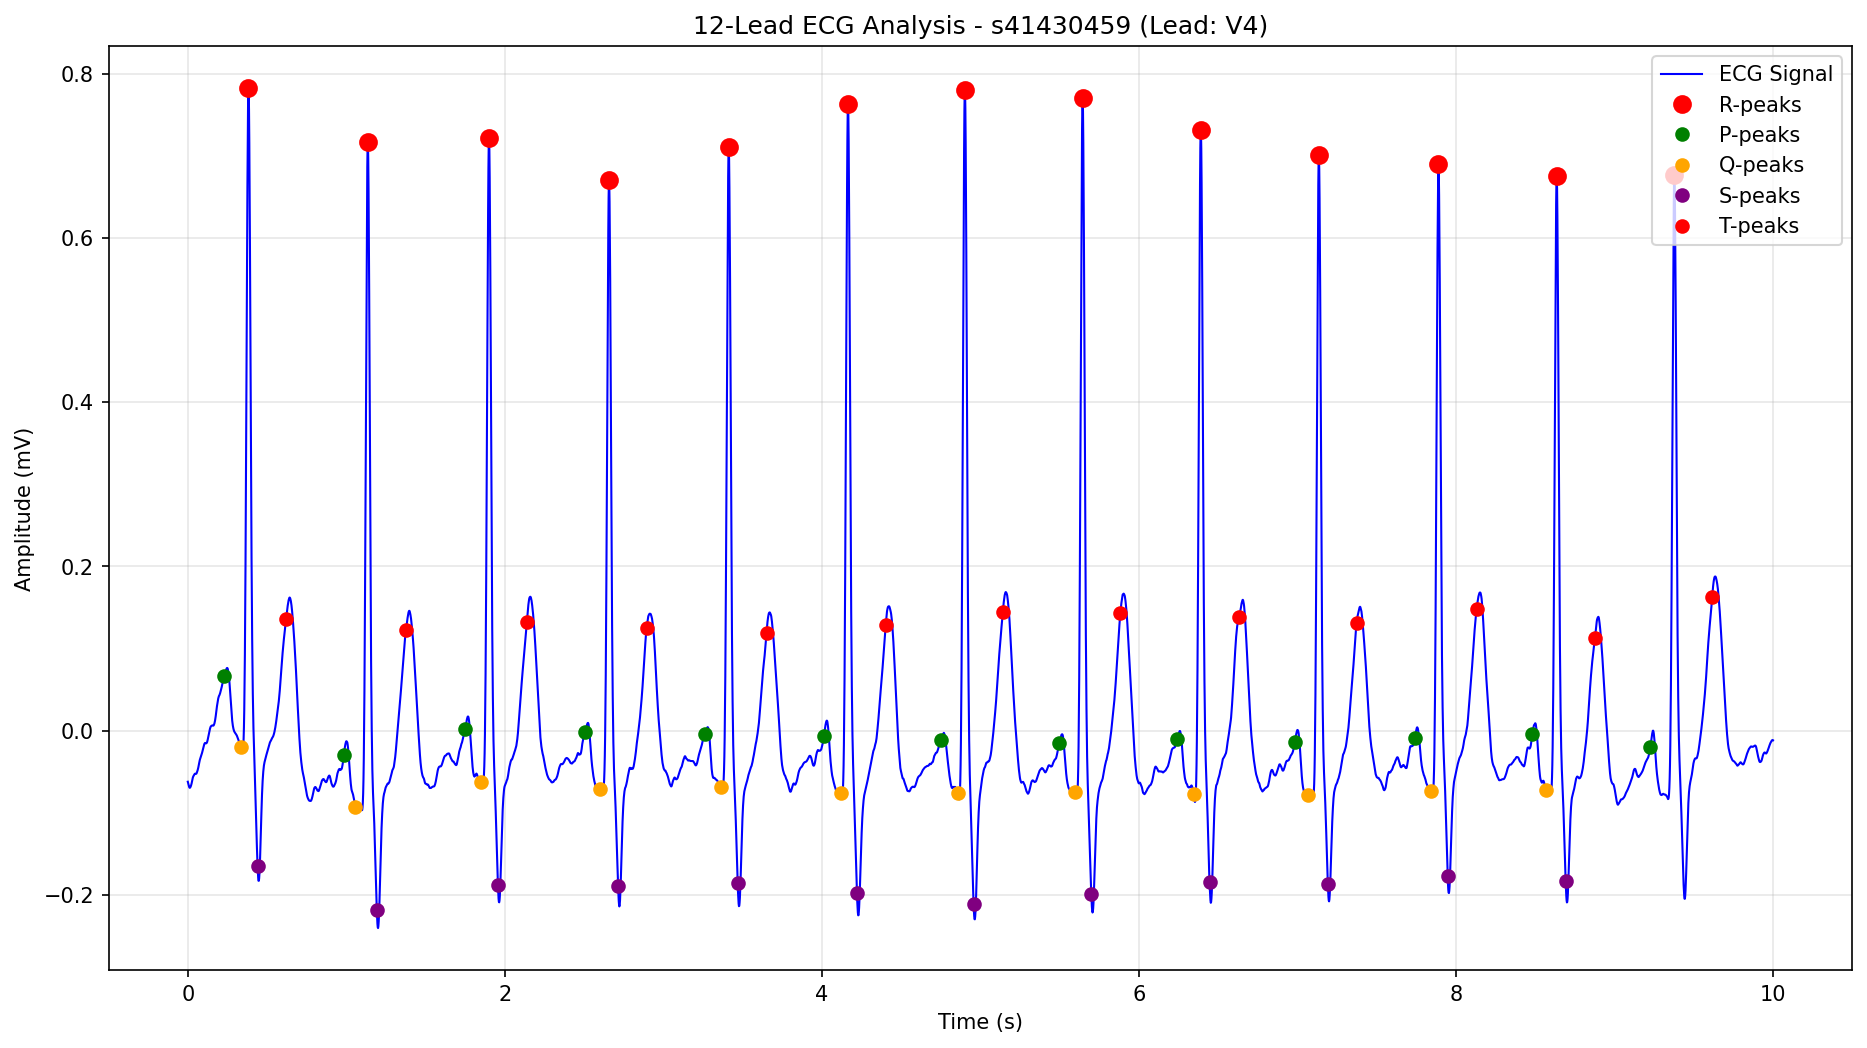 12-Lead ECG Analysis - s41430459 (Lead: V4)
ECG Signal
R-peaks
P-peaks
Q-peaks
S-peaks
T-peaks
Amplitude (mV)
0.8
0.6
0.4
0.2
0.0
−0.2
0 2 4 6 8 10
Time (s)